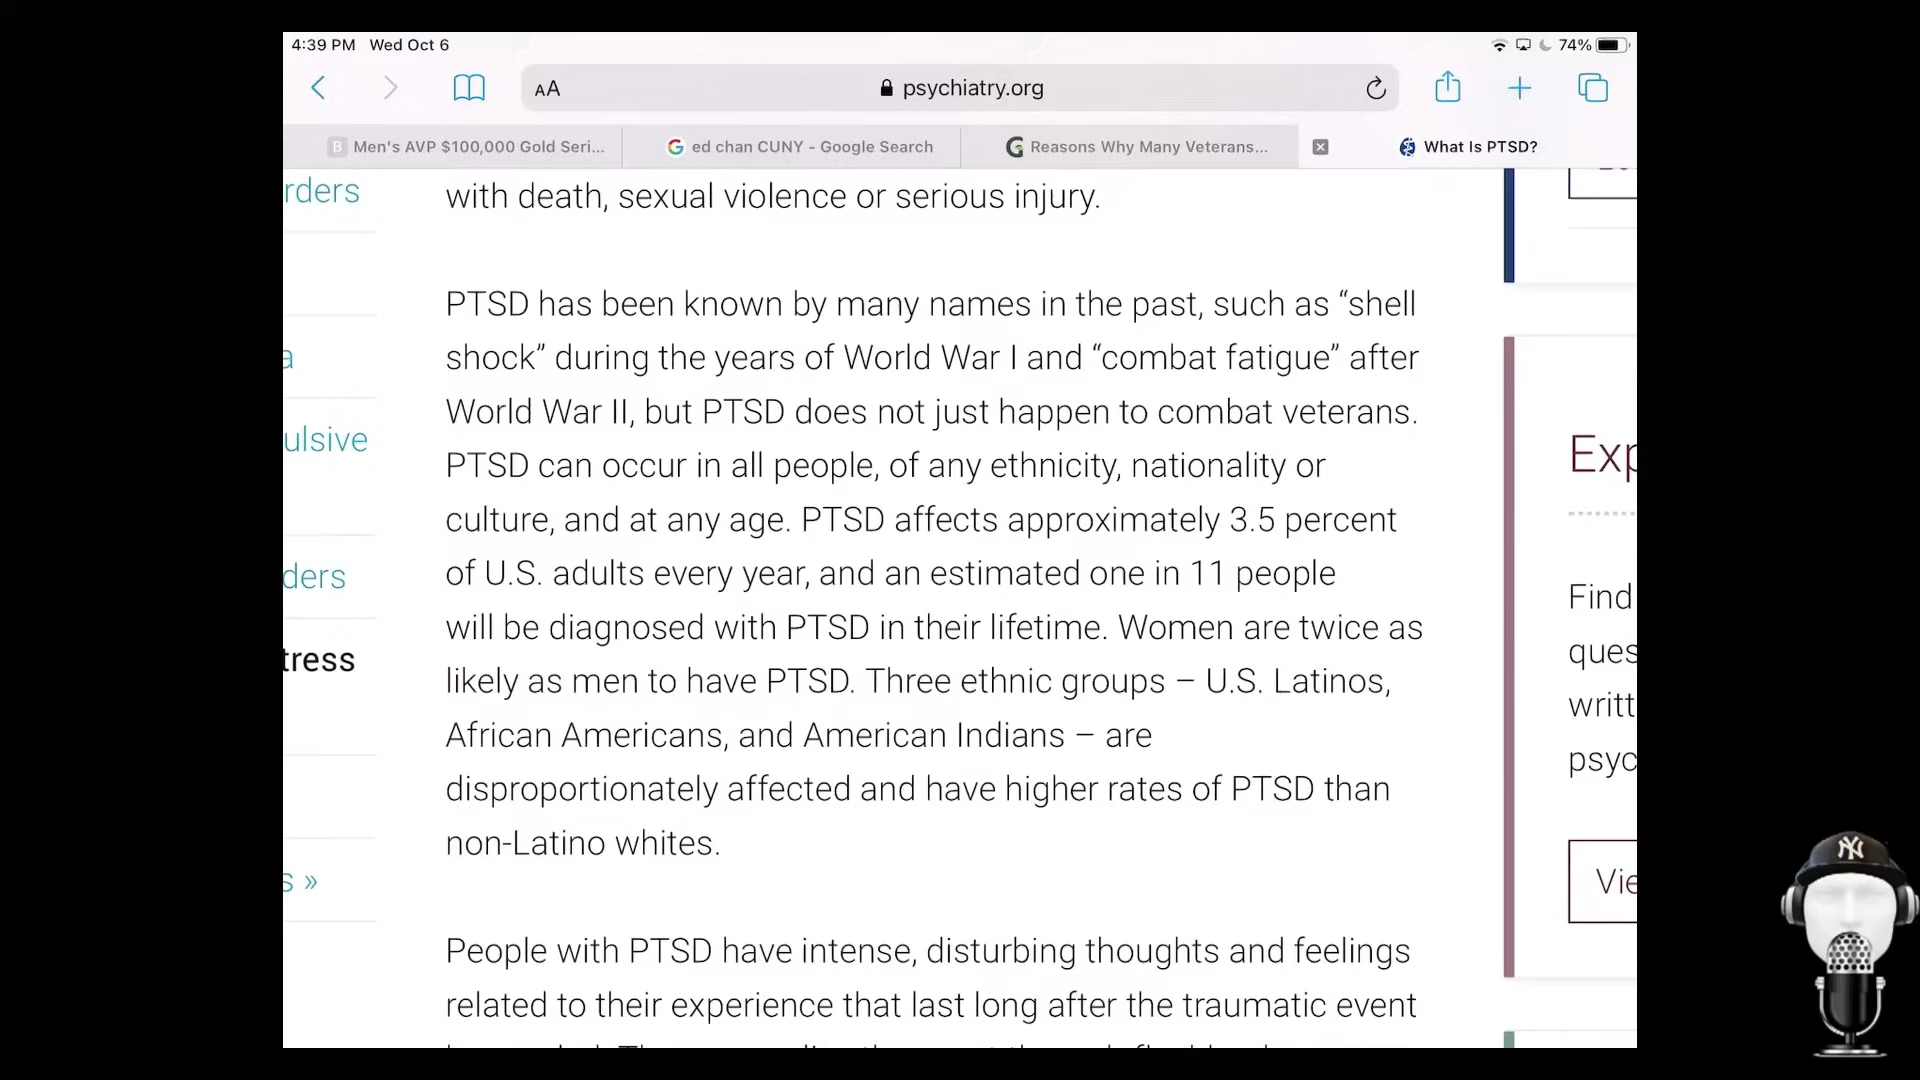 4:39 PM Wed Oct 6
74%
AA
psychiatry.org
Men's AVP $100,000 Gold Seri...
ed chan CUNY - Google Search
Reasons Why Many Veterans...
What Is PTSD?
rders
a
ulsive
ders
tress
s »
with death, sexual violence or serious injury.
PTSD has been known by many names in the past, such as “shell
shock” during the years of World War I and “combat fatigue” after
World War II, but PTSD does not just happen to combat veterans.
PTSD can occur in all people, of any ethnicity, nationality or
culture, and at any age. PTSD affects approximately 3.5 percent
of U.S. adults every year, and an estimated one in 11 people
will be diagnosed with PTSD in their lifetime. Women are twice as
likely as men to have PTSD. Three ethnic groups – U.S. Latinos,
African Americans, and American Indians – are
disproportionately affected and have higher rates of PTSD than
non-Latino whites.
People with PTSD have intense, disturbing thoughts and feelings
related to their experience that last long after the traumatic event
Exp
Find
ques
writt
psyc
Vie
NY